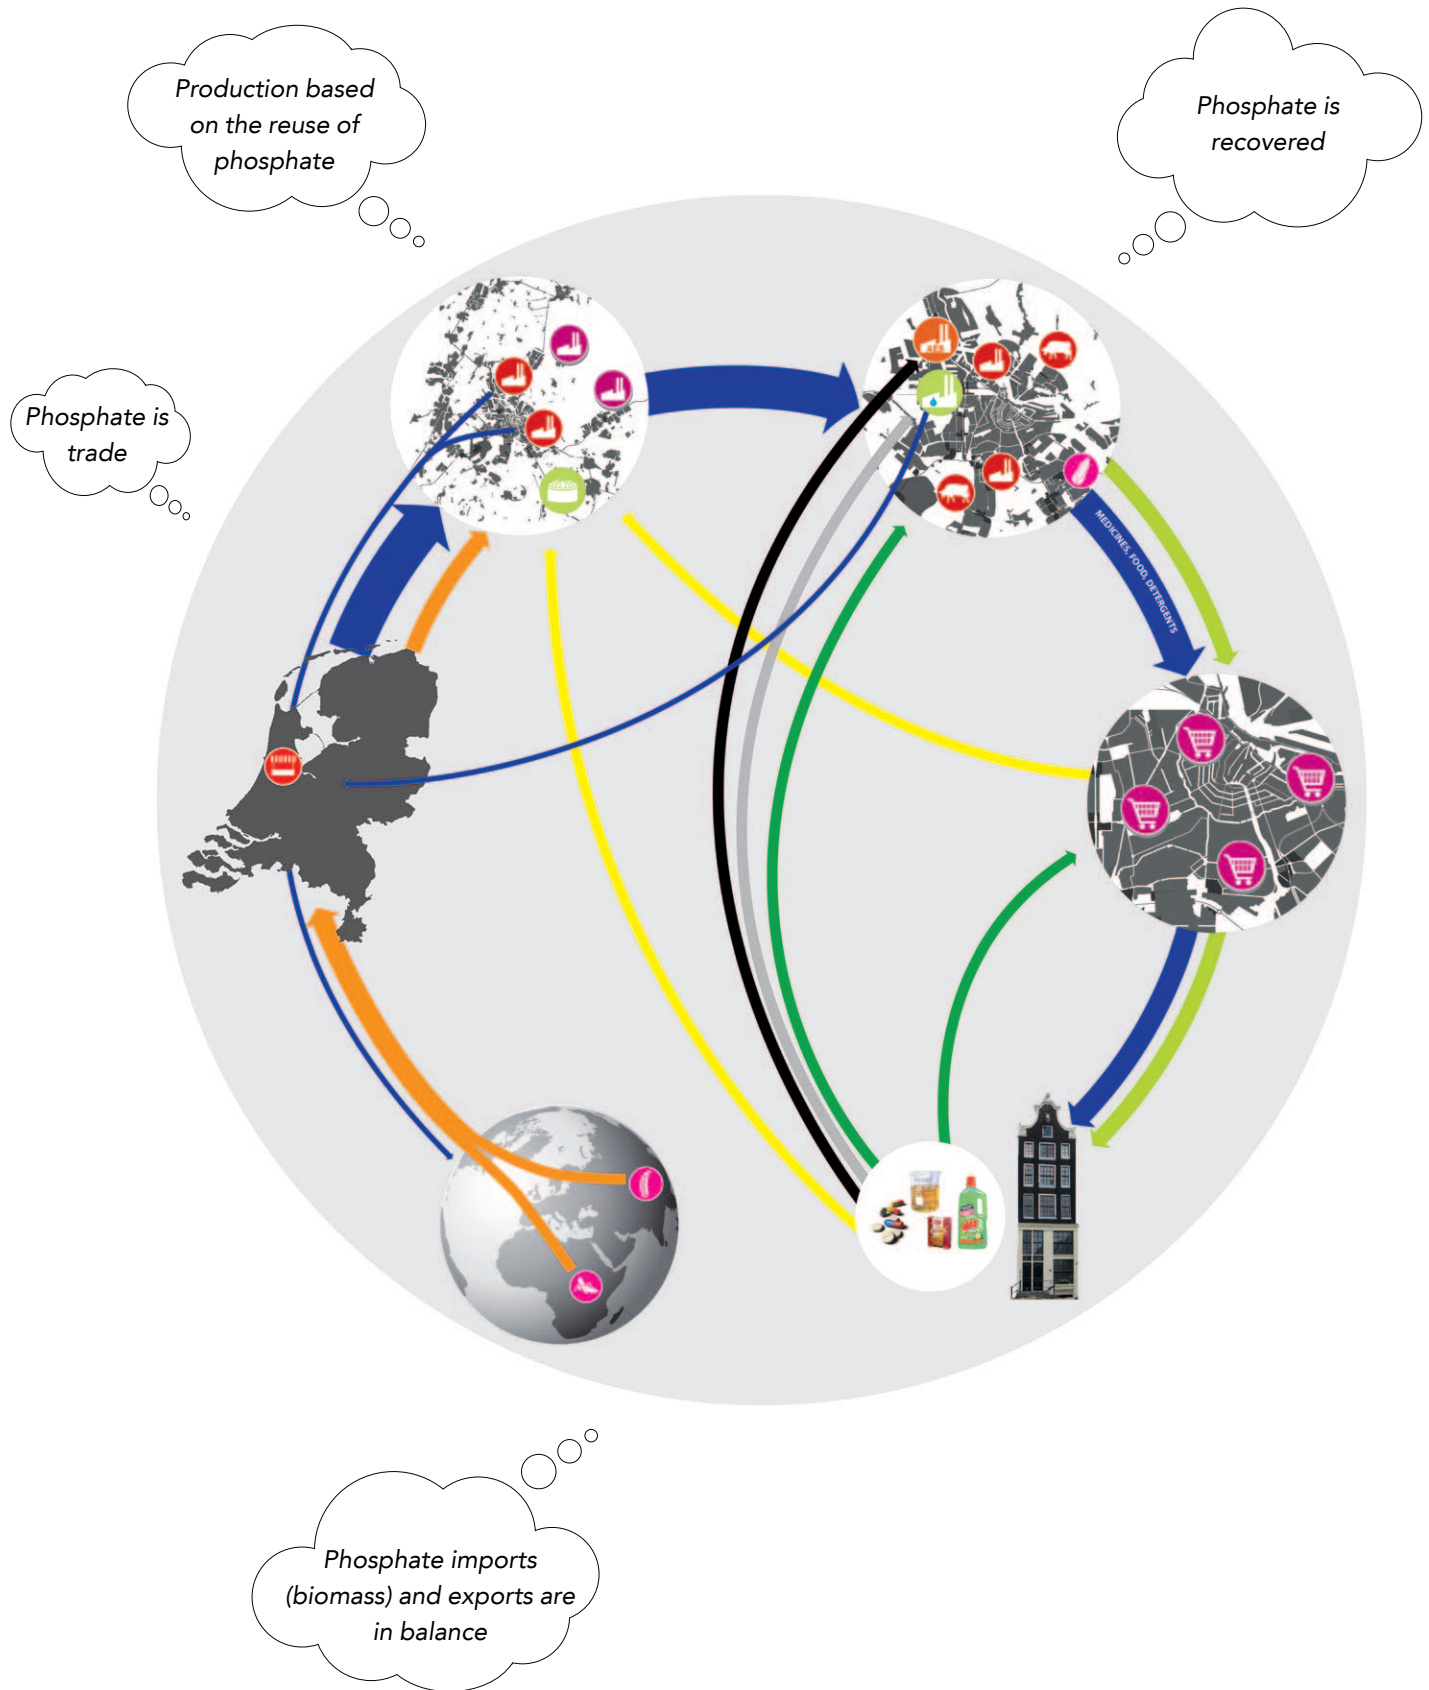 Production based
on the reuse of
phosphate
Phosphate is
recovered
Phosphate is
trade
MEDICINES, FOOD, DETERGENTS
Phosphate imports
(biomass) and exports are
in balance